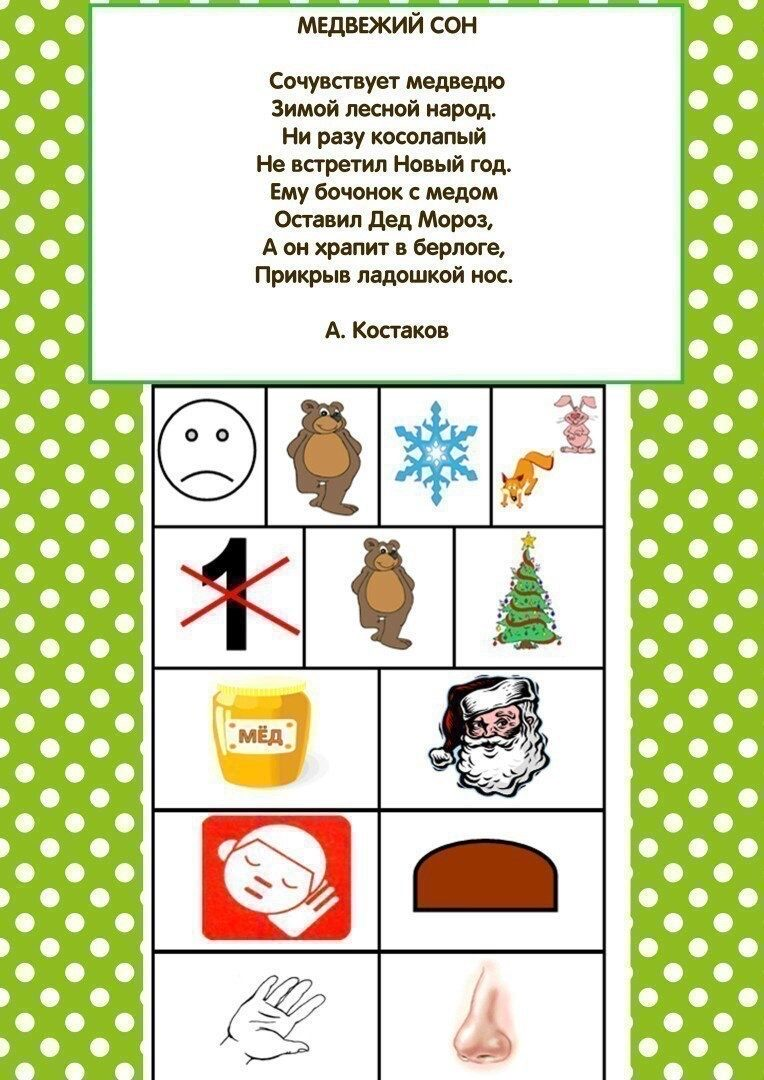 МЕДВЕЖИЙ СОН
Сочувствует медведю
Зимой лесной народ.
Ни разу косолапый
Не встретил Новый год.
Ему бочонок с медом
Оставил Дед Мороз,
А он храпит в берлоге,
Прикрыв ладошкой нос.
А. Костаков
1
МЁД